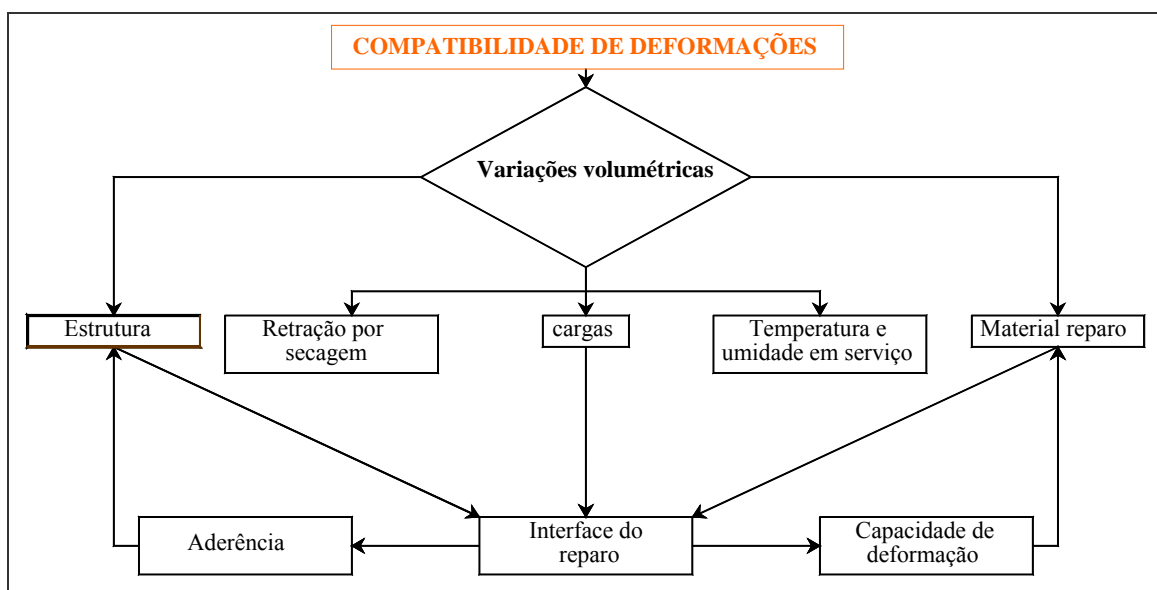 COMPATIBILIDADE DE DEFORMAÇÕES
Variações volumétricas
Estrutura
Retração por
secagem
cargas
Temperatura e
umidade em serviço
Material reparo
Aderência
Interface do
reparo
Capacidade de
deformação